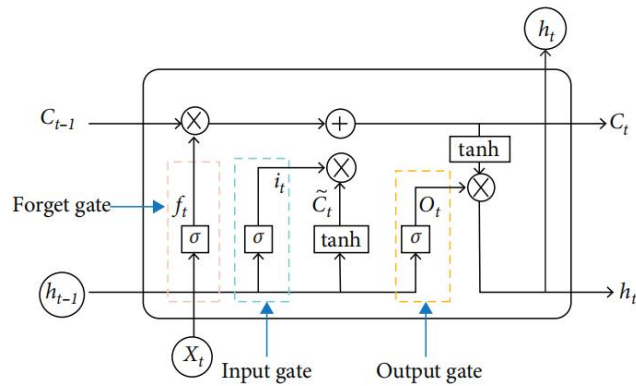 h_t
C_{t-1}
C_t
tanh
Forget gate
f_t
i_t
C̃_t
O_t
σ
σ
tanh
σ
h_{t-1}
h_t
X_t
Input gate
Output gate